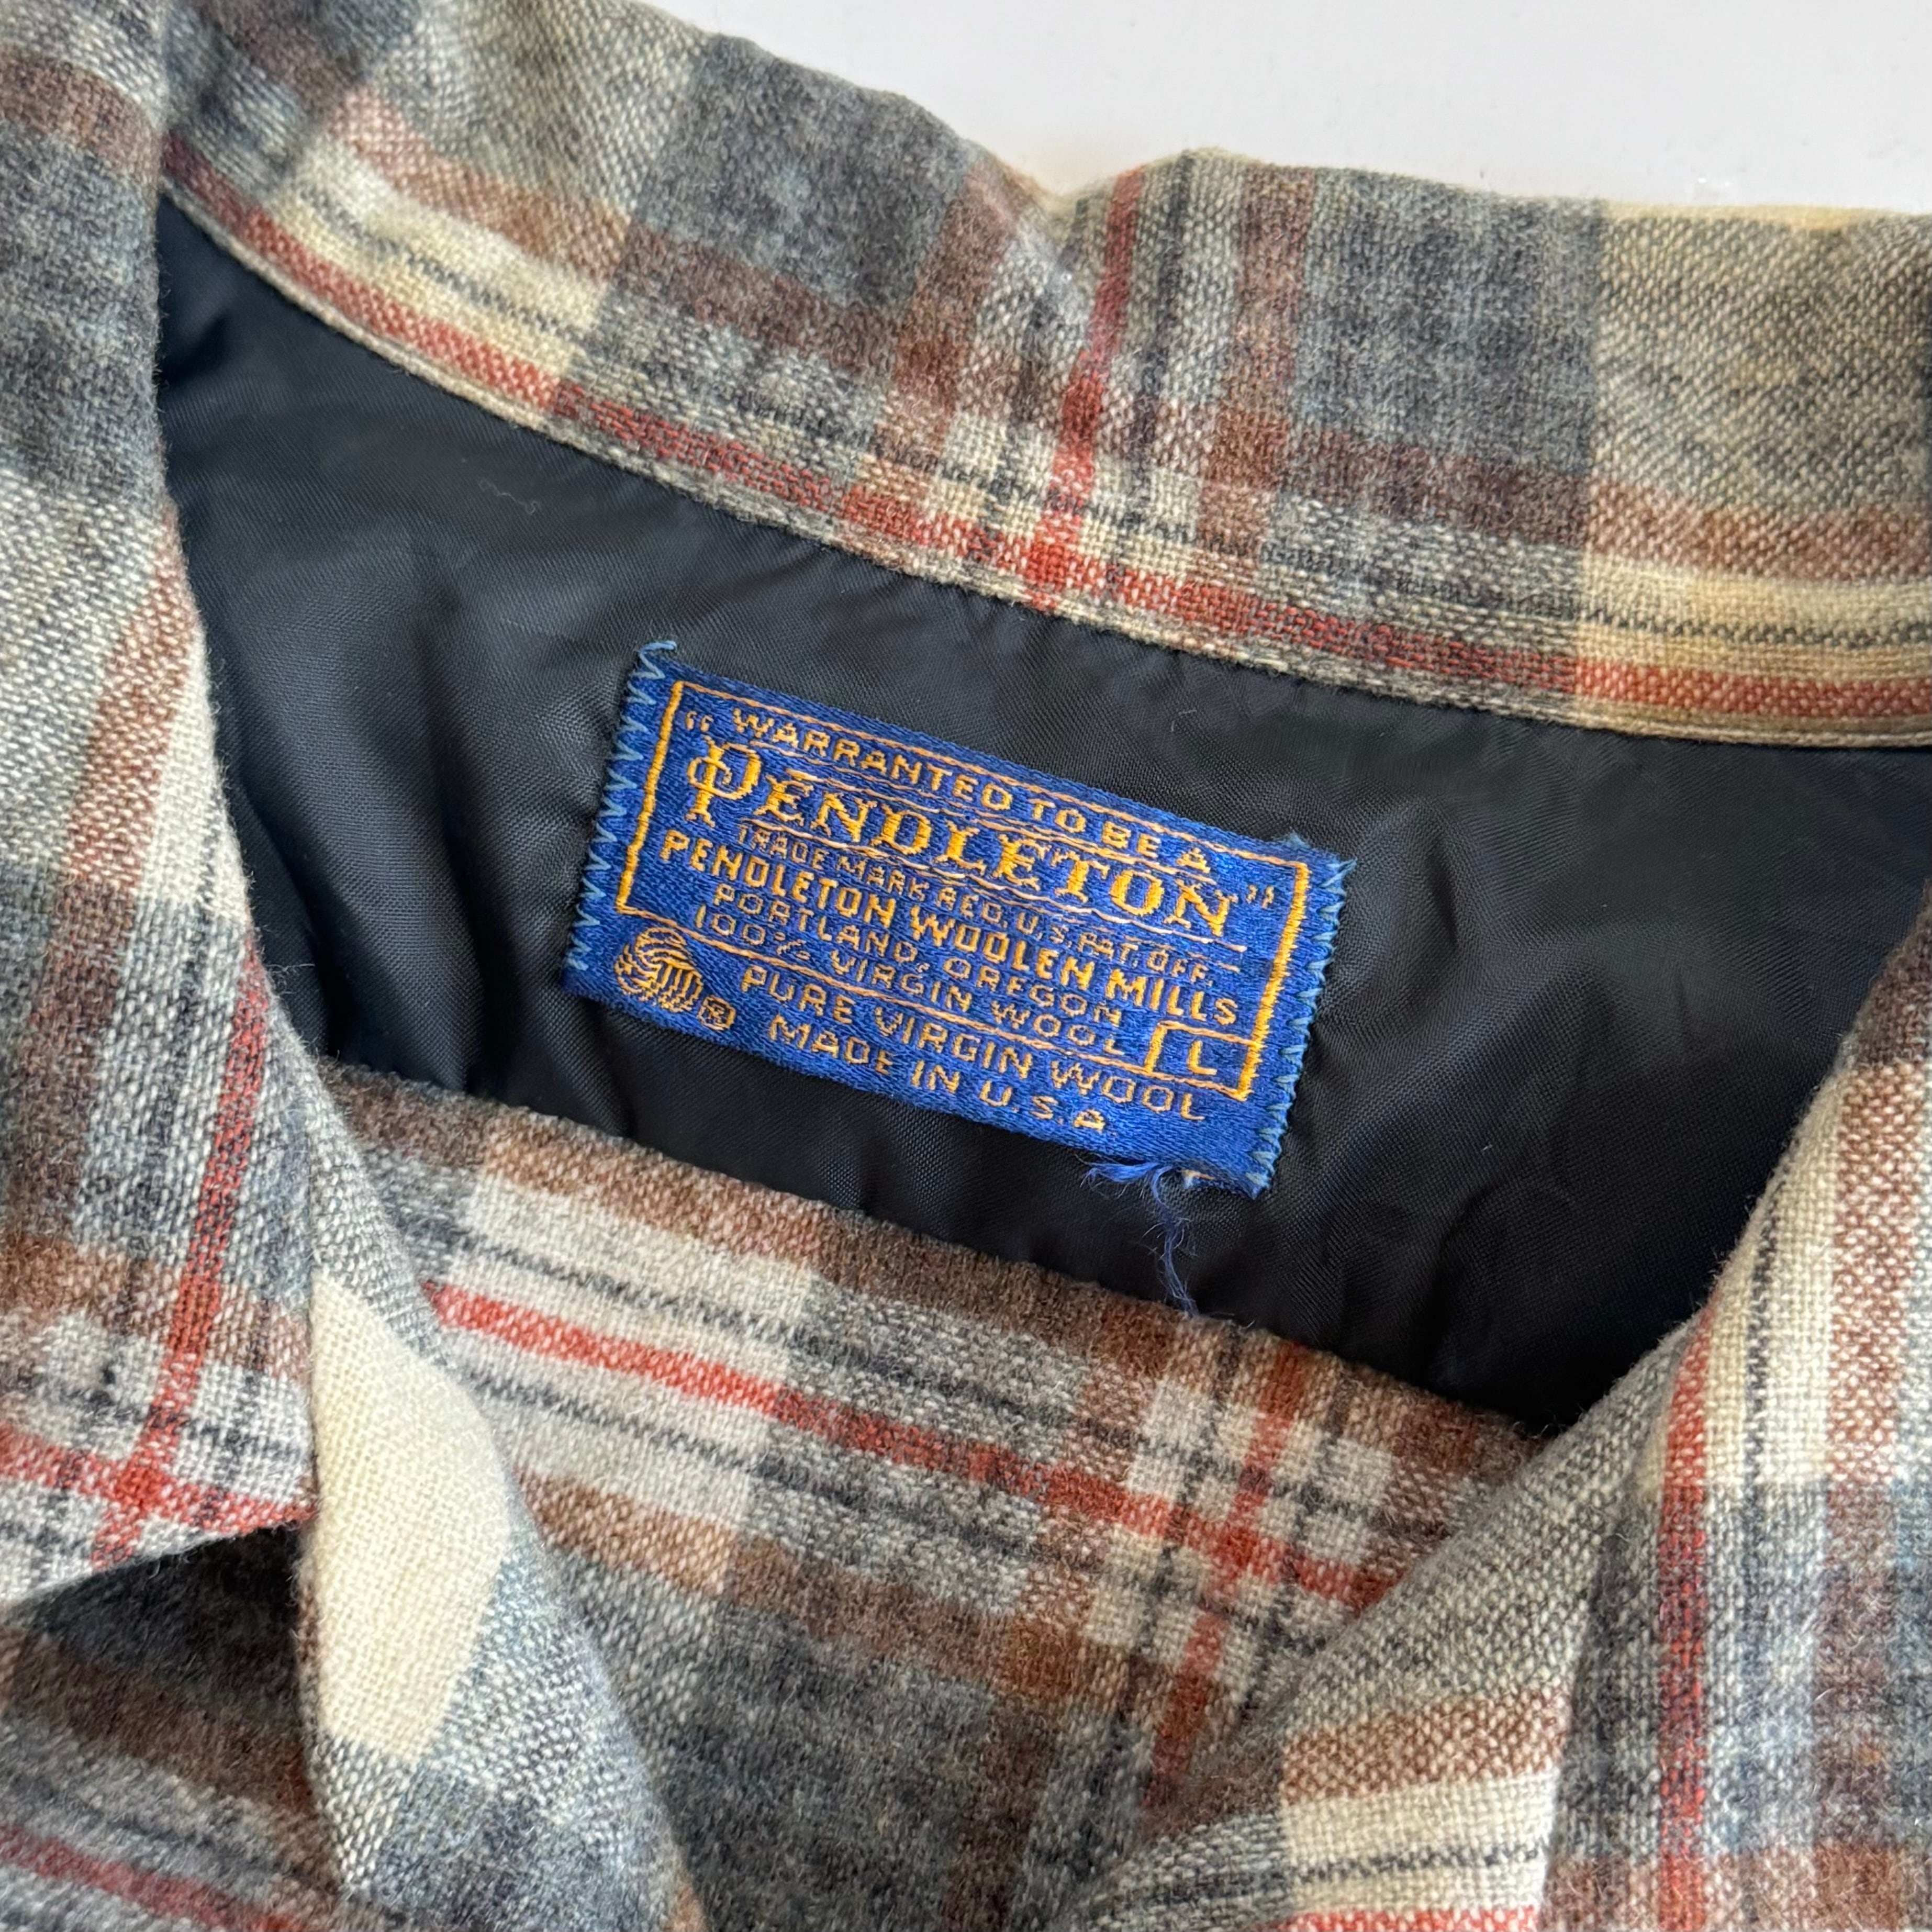 "WARRANTED TO BE A
PENDLETON"
TRADE MARK REG. U.S. PAT. OFF.
PENDLETON WOOLEN MILLS
PORTLAND, OREGON
100% VIRGIN WOOL
L
PURE VIRGIN WOOL
® MADE IN U.S.A.